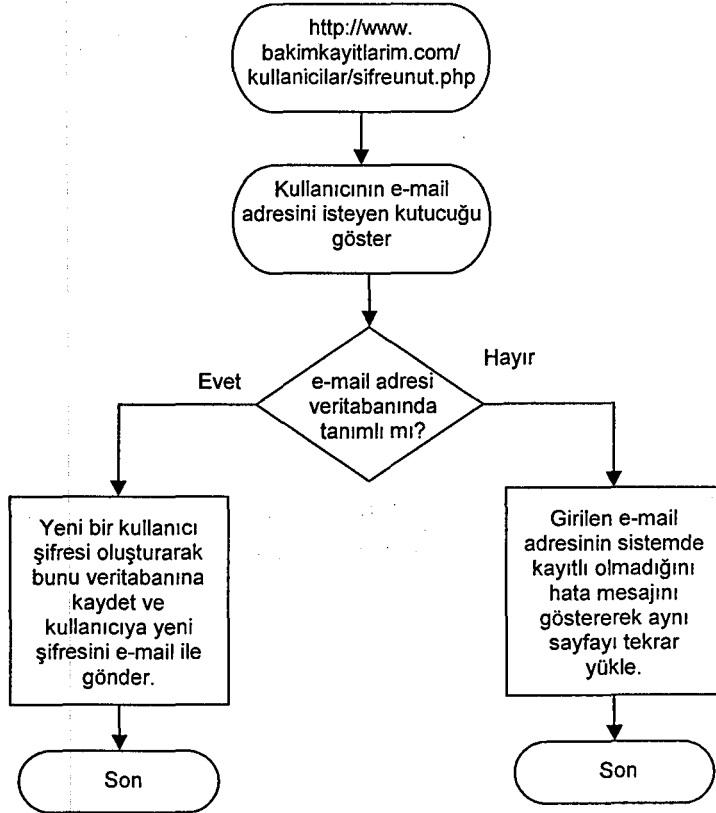 http://www.
bakimkayitlarim.com/
kullanicilar/sifreunut.php
Kullanıcının e-mail
adresini isteyen kutucuğu
göster
Evet
Hayır
e-mail adresi
veritabanında
tanımlı mı?
Yeni bir kullanıcı
şifresi oluşturarak
bunu veritabanına
kaydet ve
kullanıcıya yeni
şifresini e-mail ile
gönder.
Girilen e-mail
adresinin sistemde
kayıtlı olmadığını
hata mesajını
göstererek aynı
sayfayı tekrar
yükle.
Son
Son